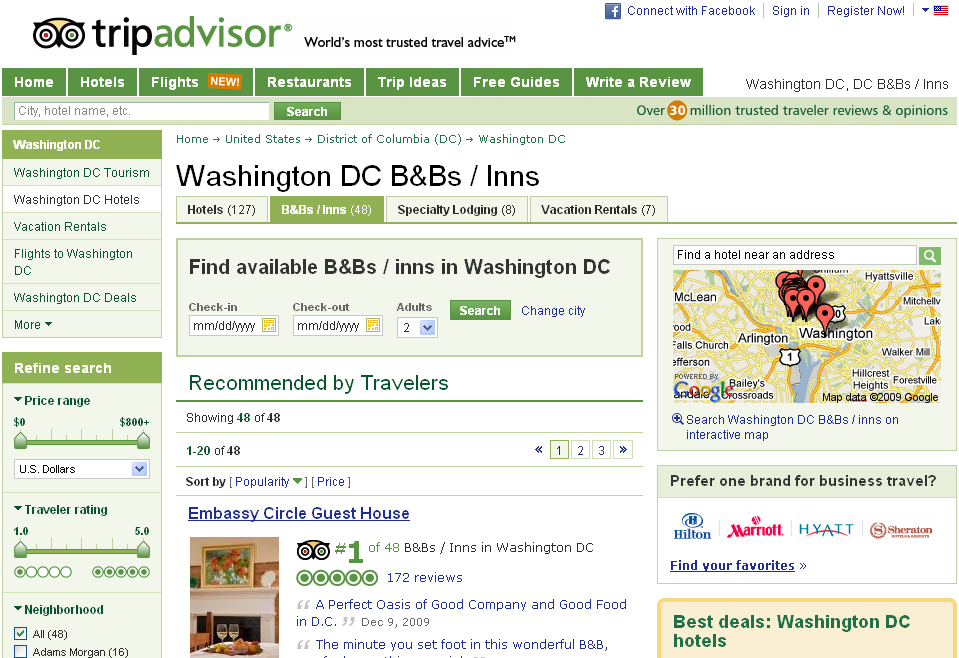 Connect with Facebook
Sign in
Register Now!
tripadvisor®
World's most trusted travel advice™
Home
Hotels
Flights NEW!
Restaurants
Trip Ideas
Free Guides
Write a Review
Washington DC, DC B&Bs / Inns
City, hotel name, etc.
Search
Over 30 million trusted traveler reviews & opinions
Washington DC
Washington DC Tourism
Washington DC Hotels
Vacation Rentals
Flights to Washington
DC
Washington DC Deals
More
Refine search
Price range
$0 $800+
U.S. Dollars
Traveler rating
1.0 5.0
Neighborhood
All (48)
Adams Morgan (16)
Home → United States → District of Columbia (DC) → Washington DC
Washington DC B&Bs / Inns
Hotels (127)
B&Bs / Inns (48)
Specialty Lodging (8)
Vacation Rentals (7)
Find available B&Bs / inns in Washington DC
Check-in
Check-out
Adults
mm/dd/yyyy
mm/dd/yyyy
2
Search
Change city
Recommended by Travelers
Showing 48 of 48
1-20 of 48
« 1 2 3 »
Sort by [ Popularity ] [ Price ]
Embassy Circle Guest House
#1 of 48 B&Bs / Inns in Washington DC
172 reviews
“ A Perfect Oasis of Good Company and Good Food
in D.C. ” Dec 9, 2009
“ The minute you set foot in this wonderful B&B,
Find a hotel near an address
Hyattsville
McLean
Mitchellv
Lak
Arlington
Washington
Falls Church
Jefferson
1
Walker Mill
Hillcrest
Heights
Forestville
POWERED BY
Google
Bailey's
Crossroads
Map data ©2009 Google
Search Washington DC B&Bs / inns on
interactive map
Prefer one brand for business travel?
Hilton
Marriott
HYATT
Sheraton
HOTELS & RESORTS
Find your favorites »
Best deals: Washington DC
hotels